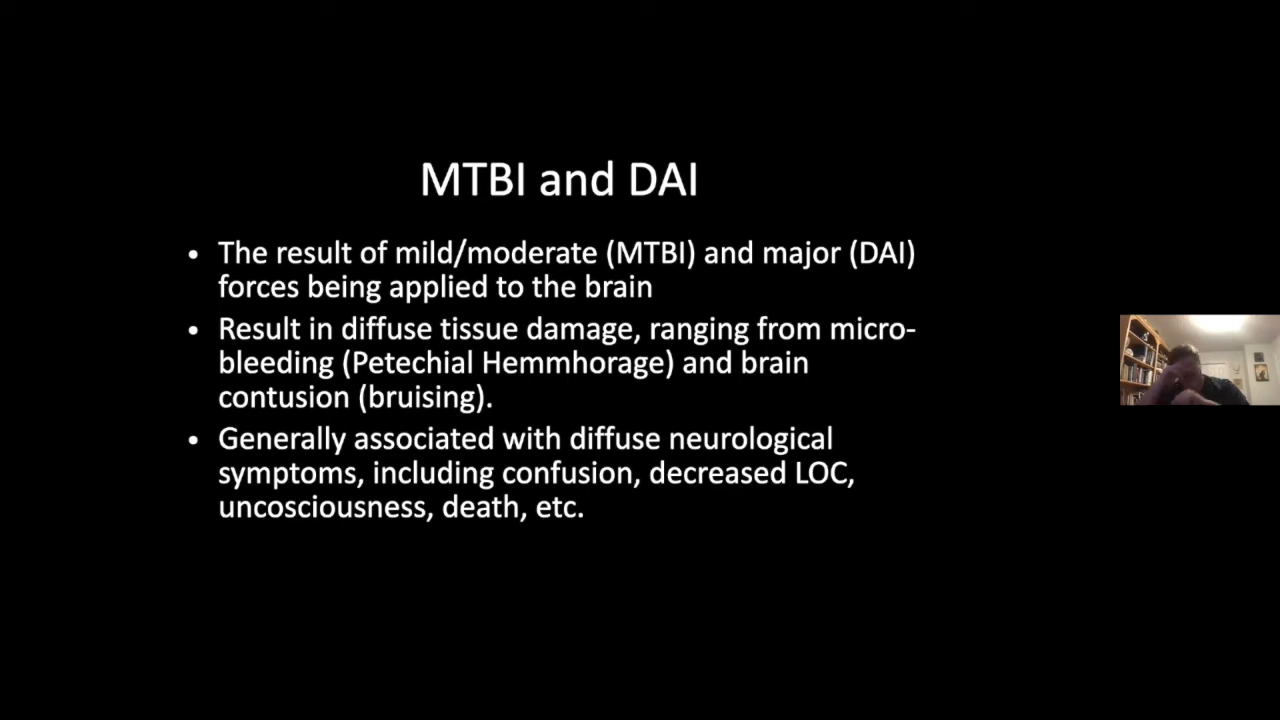 MTBI and DAI
• The result of mild/moderate (MTBI) and major (DAI)
forces being applied to the brain
• Result in diffuse tissue damage, ranging from micro-
bleeding (Petechial Hemmhorage) and brain
contusion (bruising).
• Generally associated with diffuse neurological
symptoms, including confusion, decreased LOC,
uncosciousness, death, etc.